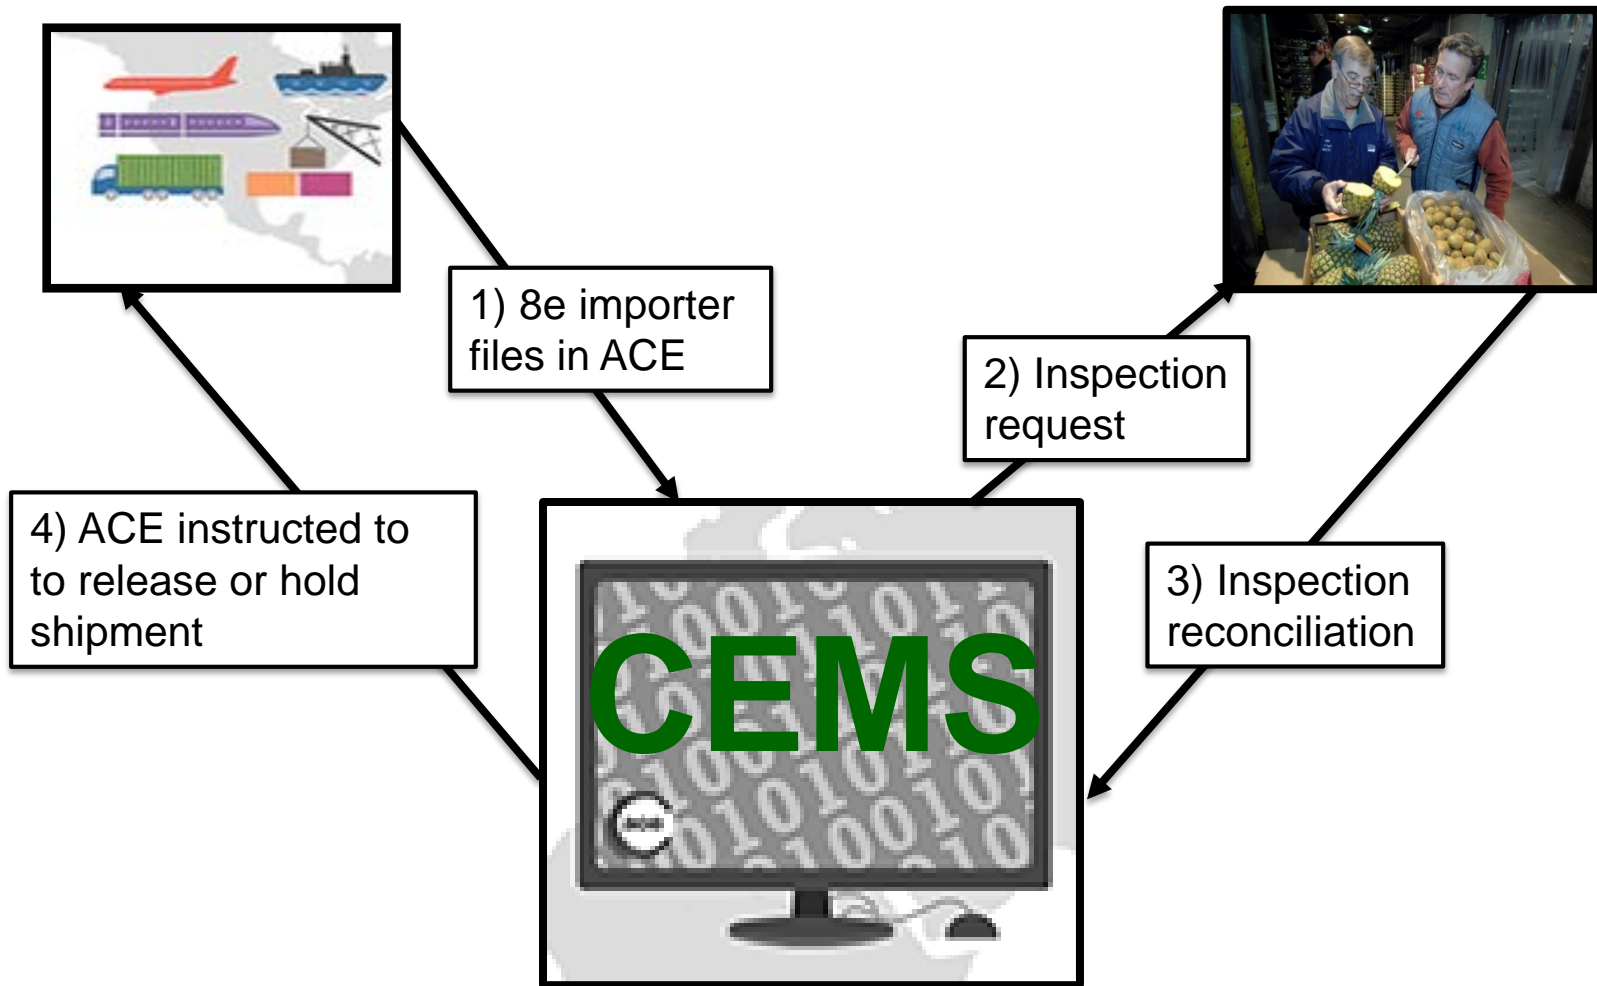 1) 8e importer
files in ACE
2) Inspection
request
4) ACE instructed to
to release or hold
shipment
3) Inspection
reconciliation
CEMS